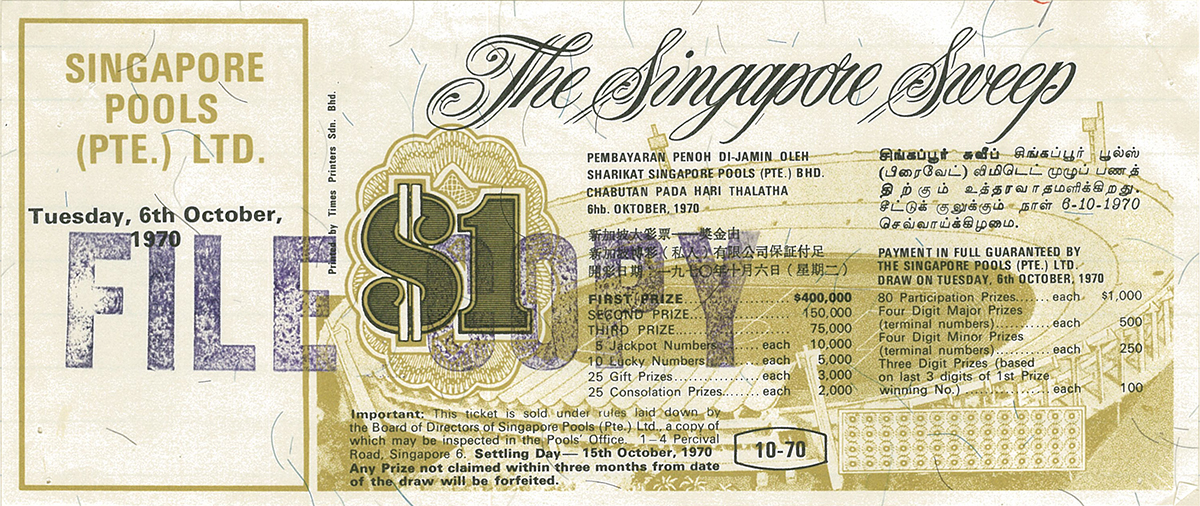 SINGAPORE
POOLS
(PTE.) LTD.
Tuesday, 6th October,
1970
FILE COPY
Printed by Times Printers Sdn. Bhd.
The Singapore Sweep
$1
PEMBAYARAN PENOH DI-JAMIN OLEH
SHARIKAT SINGAPORE POOLS (PTE.) BHD.
CHABUTAN PADA HARI THALATHA
6hb. OKTOBER, 1970
新加坡大彩票——獎金由
新加坡博彩(私人)有限公司保証付足
開彩日期:一九七〇年十月六日(星期二)
FIRST PRIZE.................... $400,000
SECOND PRIZE.................... 150,000
THIRD PRIZE.................... 75,000
5 Jackpot Numbers........ each 10,000
10 Lucky Numbers........ each 5,000
25 Gift Prizes.............. each 3,000
25 Consolation Prizes....... each 2,000
சிங்கப்பூர் சுவீப் சிங்கப்பூர் பூல்ஸ்
(பிரைவேட்) லிமிடெட் முழுப் பணத்
திற்கும் உத்தரவாதமளிக்கிறது.
சீட்டுக் குலுக்கும் நாள் 6-10-1970
செவ்வாய்க்கிழமை.
PAYMENT IN FULL GUARANTEED BY
THE SINGAPORE POOLS (PTE.) LTD.
DRAW ON TUESDAY, 6th OCTOBER, 1970
80 Participation Prizes....... each $1,000
Four Digit Major Prizes
(terminal numbers)........... each 500
Four Digit Minor Prizes
(terminal numbers)........... each 250
Three Digit Prizes (based
on last 3 digits of 1st Prize
winning No.) ................. each 100
Important: This ticket is sold under rules laid down by
the Board of Directors of Singapore Pools (Pte.) Ltd., a copy of
which may be inspected in the Pools' Office, 1–4 Percival
Road, Singapore 6. Settling Day — 15th October, 1970
Any Prize not claimed within three months from date
of the draw will be forfeited.
10-70